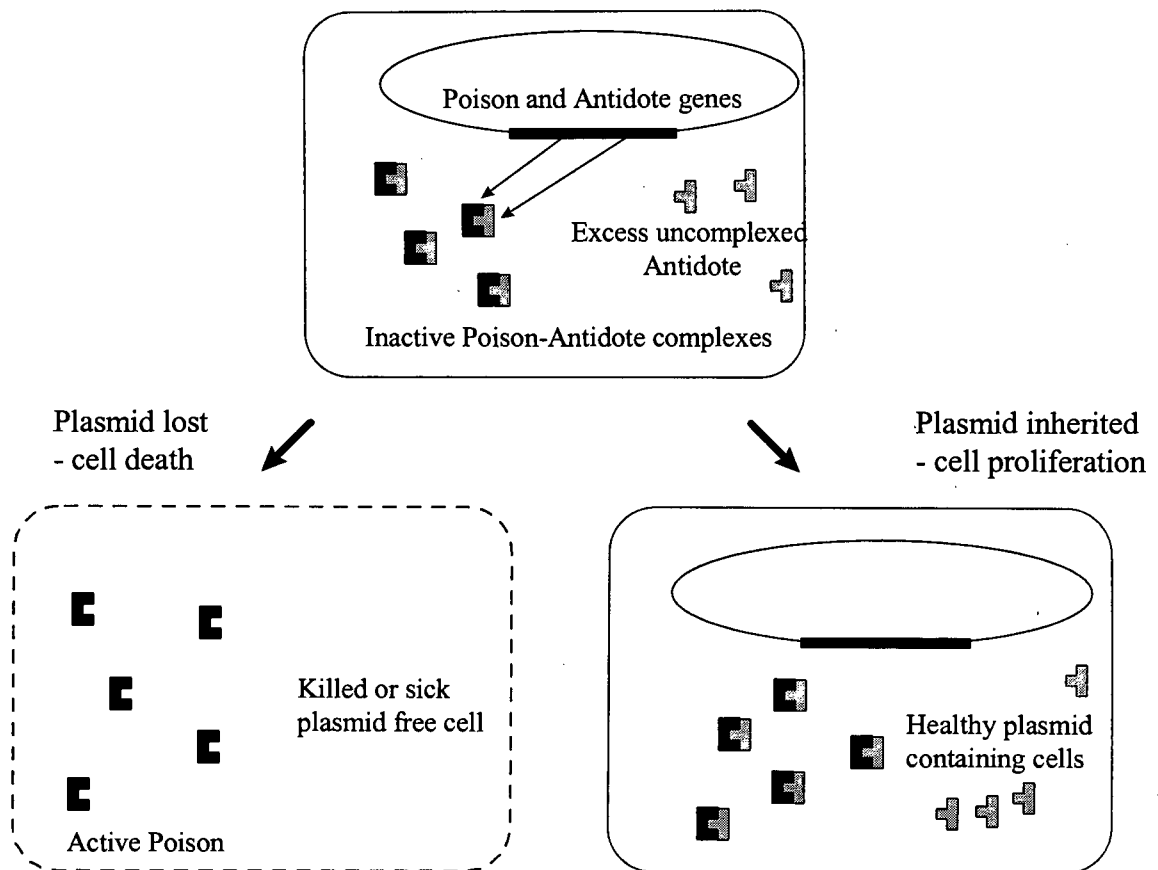 Poison and Antidote genes
Excess uncomplexed
Antidote
Inactive Poison-Antidote complexes
Plasmid lost
- cell death
Plasmid inherited
- cell proliferation
Killed or sick
plasmid free cell
Active Poison
Healthy plasmid
containing cells